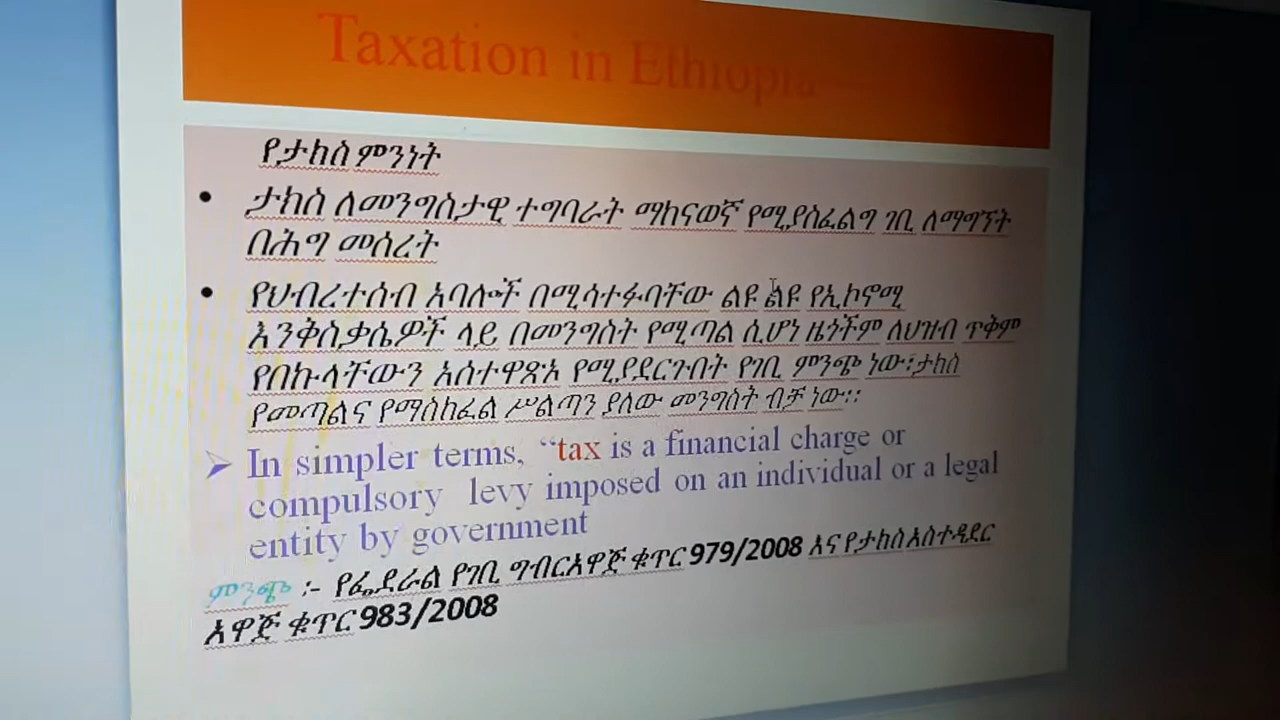 Taxation in Ethiopia
የታክስ ምንነት
• ታክስ ለመንግስታዊ ተግባራት ማከናወኛ የሚያስፈልግ ገቢ ለማግኘት
በሕግ መሰረት
• የህብረተሰብ አባሎች በሚሳተፉባቸው ልዩ ልዩ የኢኮኖሚ
እንቅስቃሴዎች ላይ በመንግስት የሚጣል ሲሆን ዜጎችም ለህዝብ ጥቅም
የበኩላቸውን አስተዋጽኦ የሚያደርጉበት የገቢ ምንጭ ነው፣ታክስ
የመጣልና የማስከፈል ሥልጣን ያለው መንግስት ብቻ ነው፡፡
➢ In simpler terms, “tax is a financial charge or
compulsory levy imposed on an individual or a legal
entity by government
ምንጭ :- የፌደራል የገቢ ግብርአዋጅ ቁጥር 979/2008 እና የታክስ አስተዳደር
አዋጅ ቁጥር 983/2008